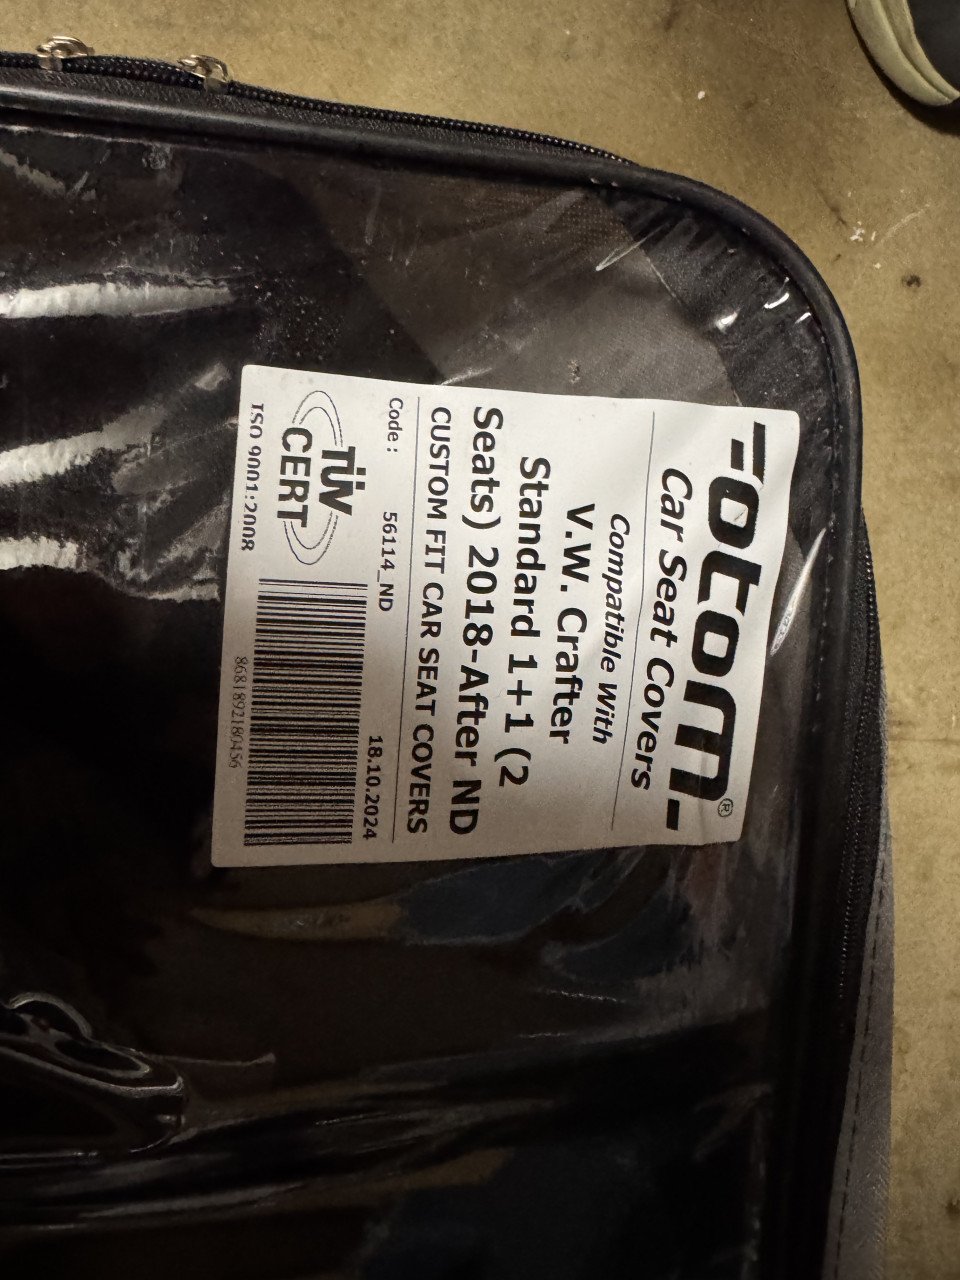 otom®
Car Seat Covers
Compatible With
V.W. Crafter
Standard 1+1 (2
Seats) 2018-After ND
CUSTOM FIT CAR SEAT COVERS
Code : 56114_ND 18.10.2024
TÜV
CERT
ISO 9001:2008
8681892180456